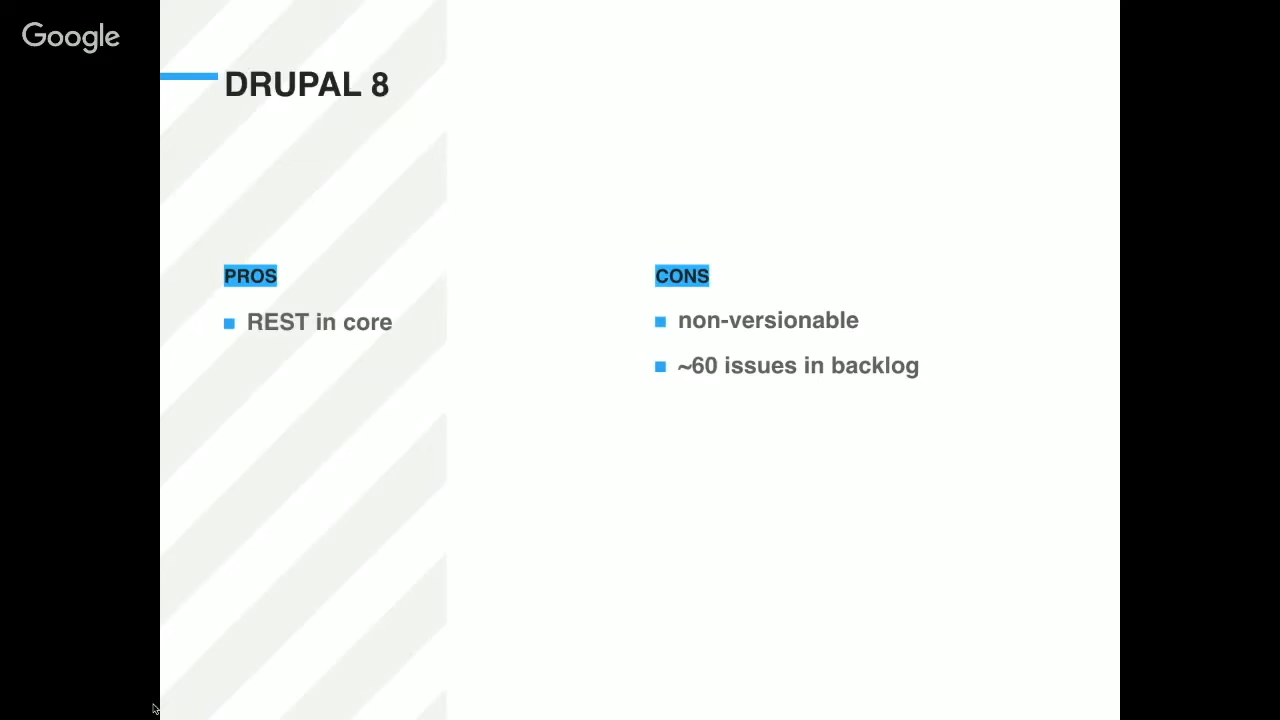 Google
DRUPAL 8
PROS
REST in core
CONS
non-versionable
~60 issues in backlog